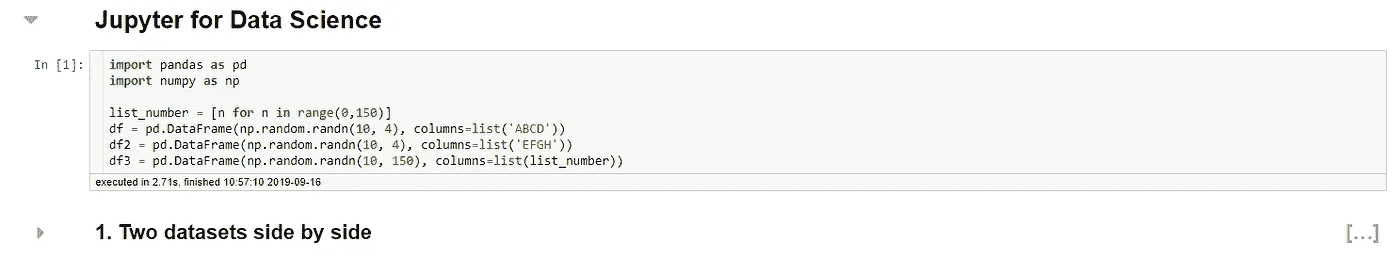 Jupyter for Data Science
In [1]:
import pandas as pd
import numpy as np
list_number = [n for n in range(0,150)]
df = pd.DataFrame(np.random.randn(10, 4), columns=list('ABCD'))
df2 = pd.DataFrame(np.random.randn(10, 4), columns=list('EFGH'))
df3 = pd.DataFrame(np.random.randn(10, 150), columns=list(list_number))
executed in 2.71s, finished 10:57:10 2019-09-16
1. Two datasets side by side
[...]